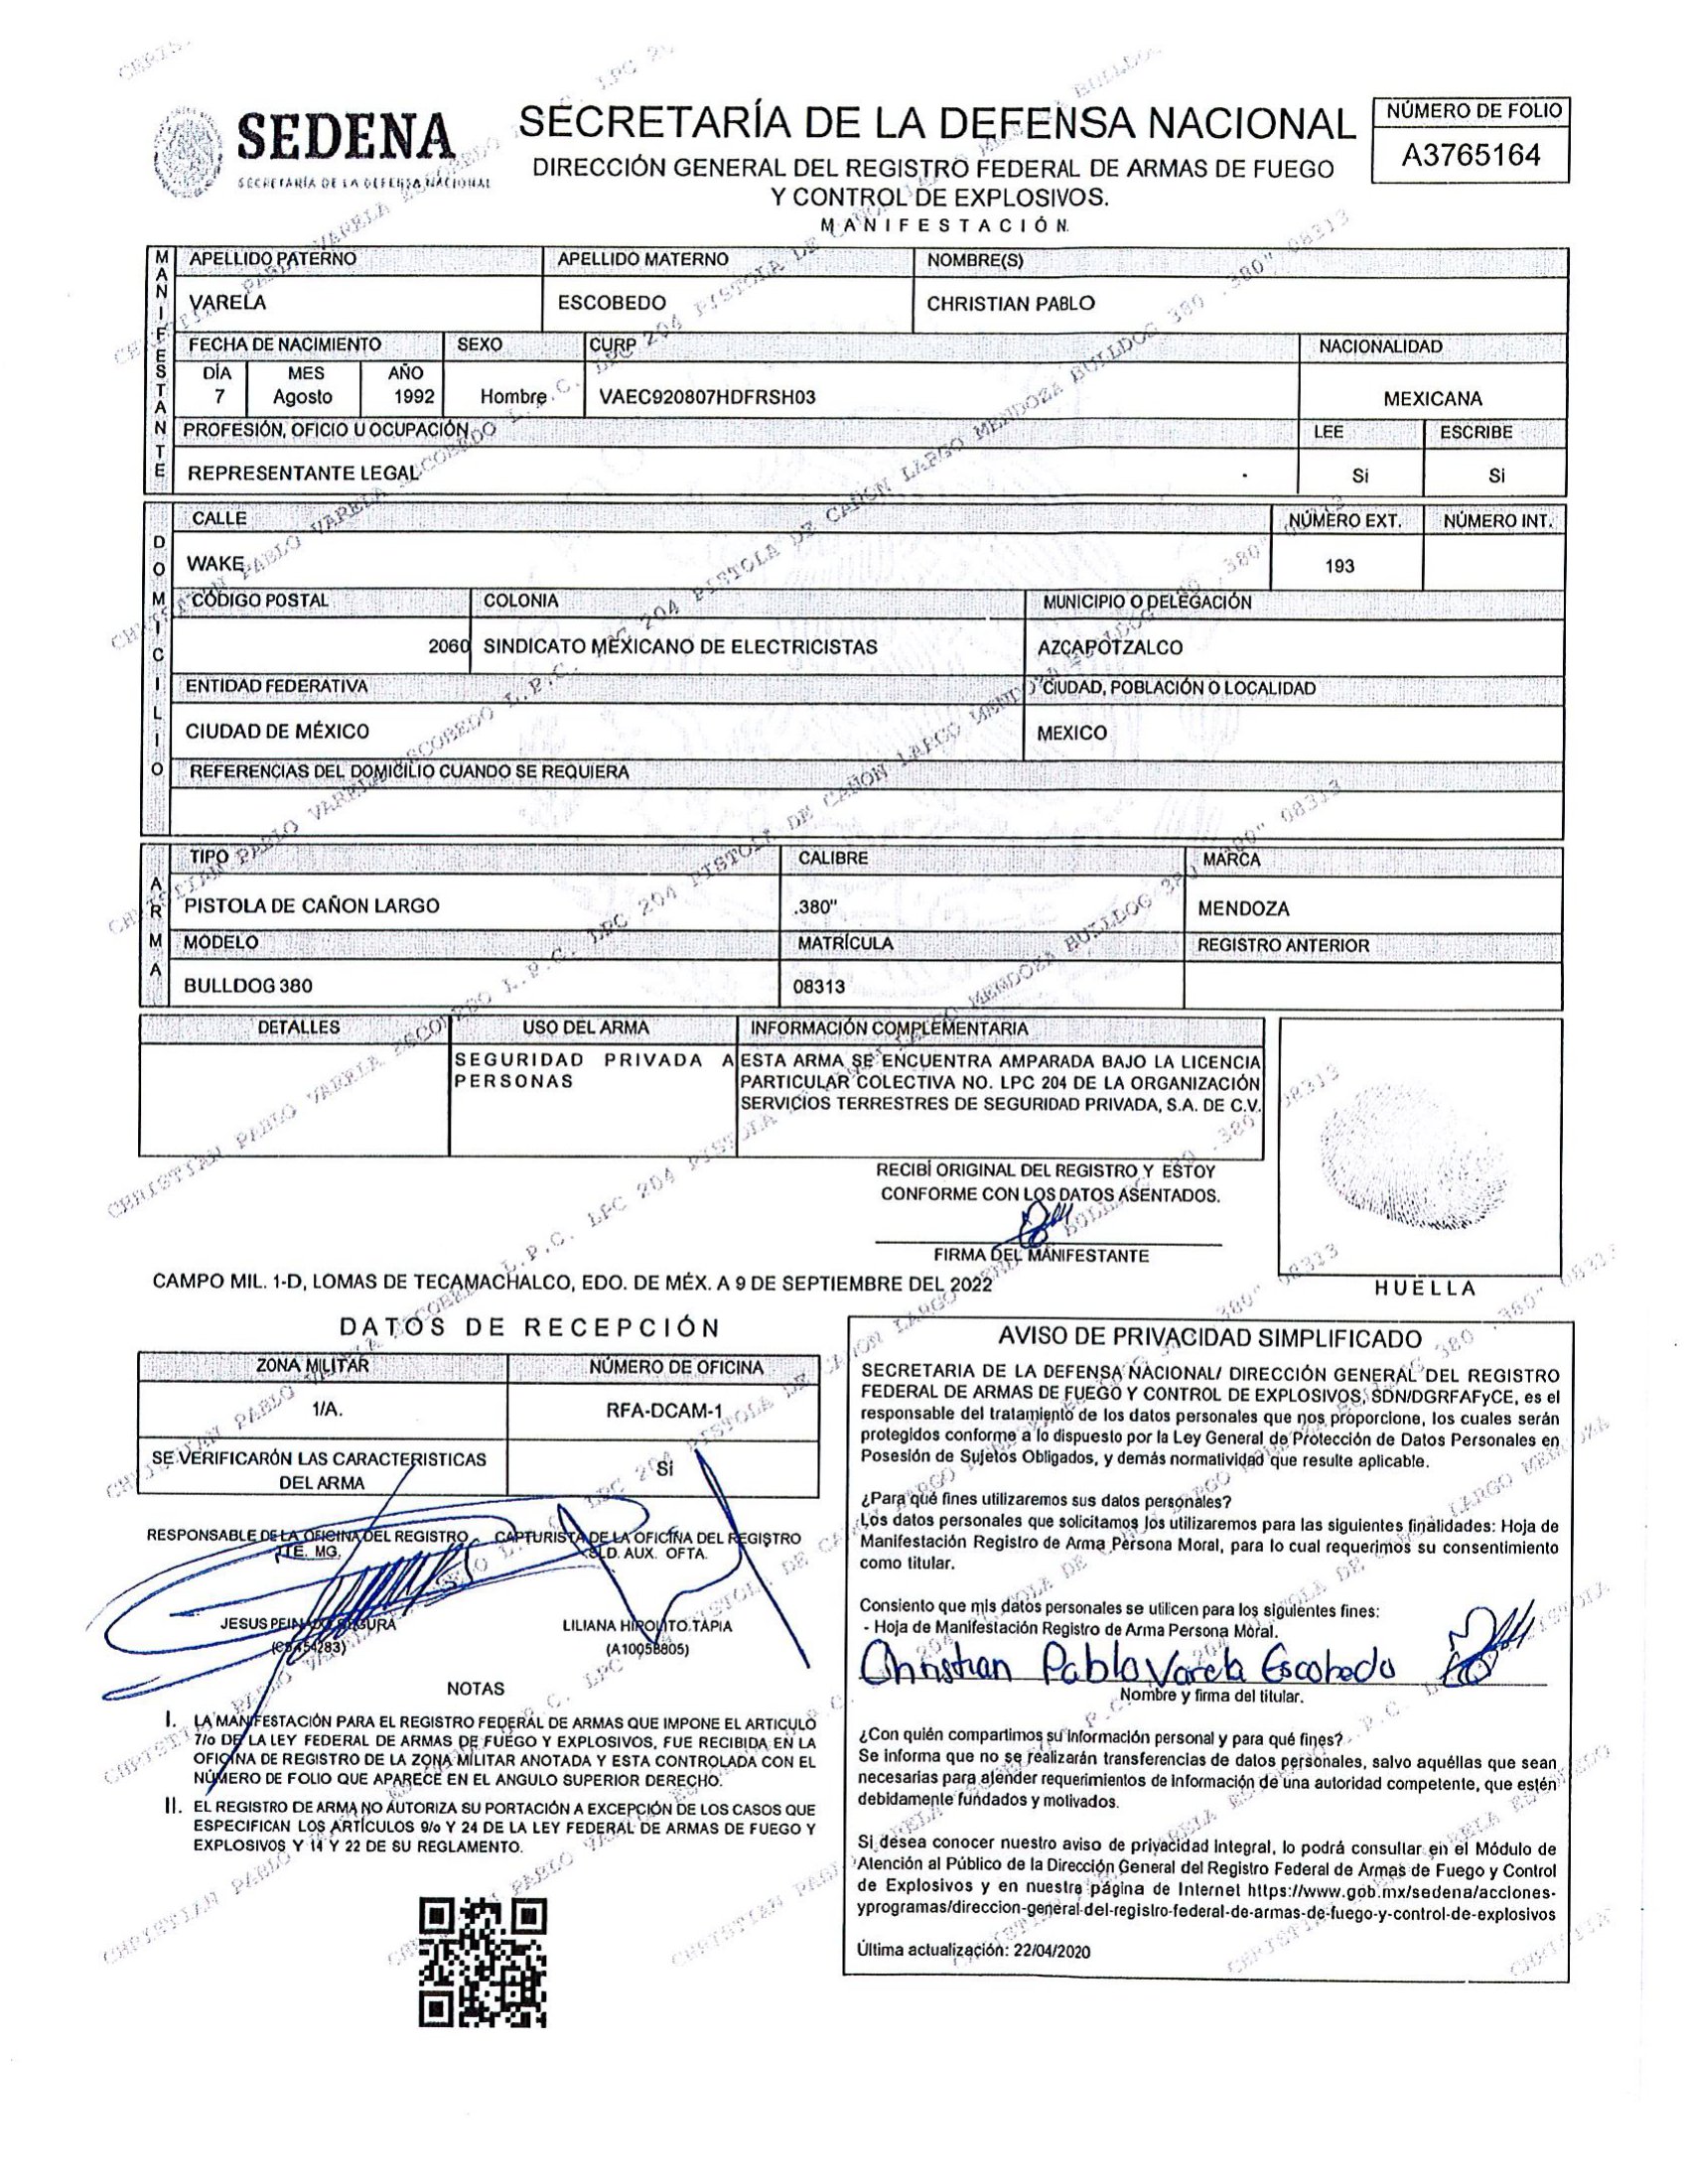 SEDENA
SECRETARÍA DE LA DEFENSA NACIONAL
SECRETARÍA DE LA DEFENSA NACIONAL
DIRECCIÓN GENERAL DEL REGISTRO FEDERAL DE ARMAS DE FUEGO
Y CONTROL DE EXPLOSIVOS.
MANIFESTACIÓN
NÚMERO DE FOLIO
A3765164
MANIFESTANTE
APELLIDO PATERNO APELLIDO MATERNO NOMBRE(S)
VARELA ESCOBEDO CHRISTIAN PABLO
FECHA DE NACIMIENTO SEXO CURP NACIONALIDAD
DÍA MES AÑO
7 Agosto 1992 Hombre VAEC920807HDFRSH03 MEXICANA
PROFESIÓN, OFICIO U OCUPACIÓN LEE ESCRIBE
REPRESENTANTE LEGAL Si Si
DOMICILIO
CALLE NÚMERO EXT. NÚMERO INT.
WAKE 193
CÓDIGO POSTAL COLONIA MUNICIPIO O DELEGACIÓN
2060 SINDICATO MEXICANO DE ELECTRICISTAS AZCAPOTZALCO
ENTIDAD FEDERATIVA CIUDAD, POBLACIÓN O LOCALIDAD
CIUDAD DE MÉXICO MEXICO
REFERENCIAS DEL DOMICILIO CUANDO SE REQUIERA
ARMA
TIPO CALIBRE MARCA
PISTOLA DE CAÑON LARGO .380" MENDOZA
MODELO MATRÍCULA REGISTRO ANTERIOR
BULLDOG 380 08313
DETALLES USO DEL ARMA INFORMACIÓN COMPLEMENTARIA
SEGURIDAD PRIVADA A PERSONAS
ESTA ARMA SE ENCUENTRA AMPARADA BAJO LA LICENCIA
PARTICULAR COLECTIVA NO. LPC 204 DE LA ORGANIZACIÓN
SERVICIOS TERRESTRES DE SEGURIDAD PRIVADA, S.A. DE C.V.
RECIBÍ ORIGINAL DEL REGISTRO Y ESTOY
CONFORME CON LOS DATOS ASENTADOS.
FIRMA DEL MANIFESTANTE
HUELLA
CAMPO MIL. 1-D, LOMAS DE TECAMACHALCO, EDO. DE MÉX. A 9 DE SEPTIEMBRE DEL 2022
DATOS DE RECEPCIÓN
ZONA MILITAR NÚMERO DE OFICINA
1/A. RFA-DCAM-1
SE VERIFICARÓN LAS CARACTERISTICAS
DEL ARMA
Si
RESPONSABLE DE LA OFICINA DEL REGISTRO
TTE. MG.
JESUS SEGURA
CAPTURISTA DE LA OFICINA DEL REGISTRO
SLD. AUX. OFTA.
LILIANA HIPOLITO TAPIA
(A10058805)
NOTAS
I. LA MANIFESTACIÓN PARA EL REGISTRO FEDERAL DE ARMAS QUE IMPONE EL ARTICULO
7/o DE LA LEY FEDERAL DE ARMAS DE FUEGO Y EXPLOSIVOS, FUE RECIBIDA EN LA
OFICINA DE REGISTRO DE LA ZONA MILITAR ANOTADA Y ESTA CONTROLADA CON EL
NÚMERO DE FOLIO QUE APARECE EN EL ANGULO SUPERIOR DERECHO.
II. EL REGISTRO DE ARMA NO AUTORIZA SU PORTACIÓN A EXCEPCIÓN DE LOS CASOS QUE
ESPECIFICAN LOS ARTÍCULOS 9/o Y 24 DE LA LEY FEDERAL DE ARMAS DE FUEGO Y
EXPLOSIVOS Y 14 Y 22 DE SU REGLAMENTO.
AVISO DE PRIVACIDAD SIMPLIFICADO
SECRETARIA DE LA DEFENSA NACIONAL/ DIRECCIÓN GENERAL DEL REGISTRO
FEDERAL DE ARMAS DE FUEGO Y CONTROL DE EXPLOSIVOS, SDN/DGRFAFyCE, es el
responsable del tratamiento de los datos personales que nos proporcione, los cuales serán
protegidos conforme a lo dispuesto por la Ley General de Protección de Datos Personales en
Posesión de Sujetos Obligados, y demás normatividad que resulte aplicable.
¿Para qué fines utilizaremos sus datos personales?
Los datos personales que solicitamos los utilizaremos para las siguientes finalidades: Hoja de
Manifestación Registro de Arma Persona Moral, para lo cual requerimos su consentimiento
como titular.
Consiento que mis datos personales se utilicen para los siguientes fines:
- Hoja de Manifestación Registro de Arma Persona Moral.
Christian Pablo Varela Escobedo
Nombre y firma del titular.
¿Con quién compartimos su información personal y para qué fines?
Se informa que no se realizarán transferencias de datos personales, salvo aquéllas que sean
necesarias para atender requerimientos de información de una autoridad competente, que estén
debidamente fundados y motivados.
Si desea conocer nuestro aviso de privacidad integral, lo podrá consultar en el Módulo de
Atención al Público de la Dirección General del Registro Federal de Armas de Fuego y Control
de Explosivos y en nuestra página de Internet https://www.gob.mx/sedena/acciones-
yprogramas/direccion-general-del-registro-federal-de-armas-de-fuego-y-control-de-explosivos
Última actualización: 22/04/2020
CHRISTIAN PABLO VARELA ESCOBEDO L.P.C. LPC 204 PISTOLA DE CAÑON LARGO MENDOZA BULLDOG 380 .380" 08313